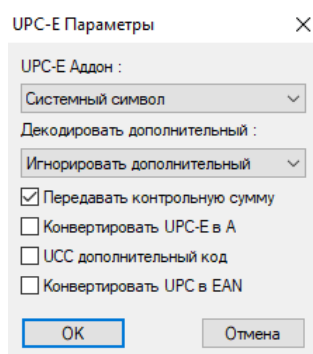 UPC-E Параметры
UPC-E Аддон :
Системный символ
Декодировать дополнительный :
Игнорировать дополнительный
Передавать контрольную сумму
Конвертировать UPC-E в A
UCC дополнительный код
Конвертировать UPC в EAN
OK Отмена